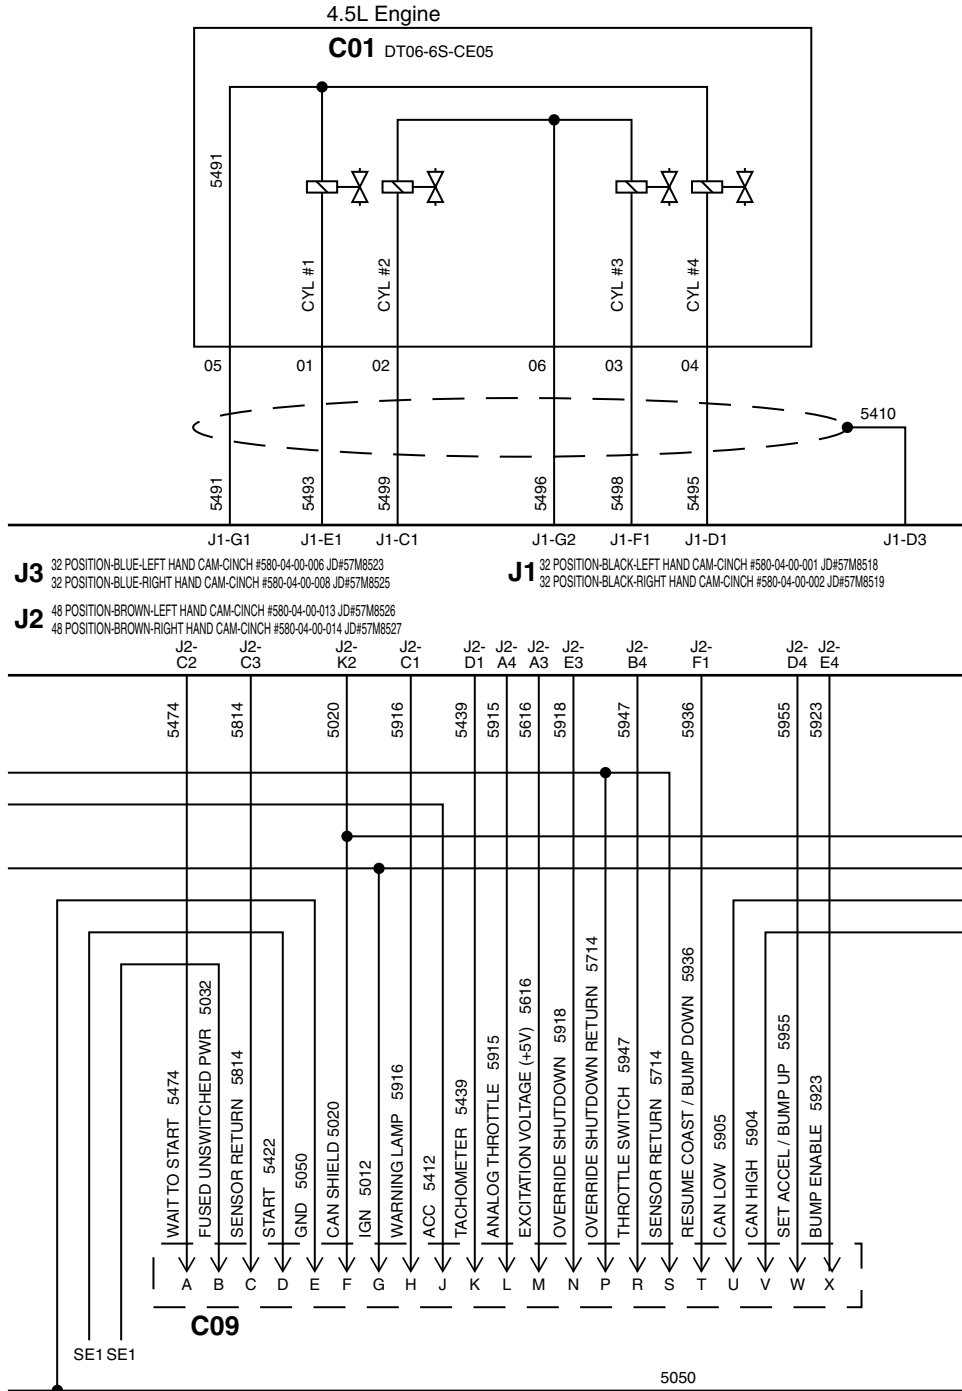 4.5L Engine
C01 DT06-6S-CE05
5491
CYL #1
CYL #2
CYL #3
CYL #4
05 01 02 06 03 04
5410
5491 5493 5499 5496 5498 5495
J1-G1 J1-E1 J1-C1 J1-G2 J1-F1 J1-D1 J1-D3
J3 32 POSITION-BLUE-LEFT HAND CAM-CINCH #580-04-00-006 JD#57M8523
32 POSITION-BLUE-RIGHT HAND CAM-CINCH #580-04-00-008 JD#57M8525
J1 32 POSITION-BLACK-LEFT HAND CAM-CINCH #580-04-00-001 JD#57M8518
32 POSITION-BLACK-RIGHT HAND CAM-CINCH #580-04-00-002 JD#57M8519
J2 48 POSITION-BROWN-LEFT HAND CAM-CINCH #580-04-00-013 JD#57M8526
48 POSITION-BROWN-RIGHT HAND CAM-CINCH #580-04-00-014 JD#57M8527
J2- J2- J2- J2- J2- J2- J2- J2- J2- J2- J2- J2-
C2 C3 K2 C1 D1 A4 A3 E3 B4 F1 D4 E4
5474 5814 5020 5916 5439 5915 5616 5918 5947 5936 5955 5923
WAIT TO START 5474
FUSED UNSWITCHED PWR 5032
SENSOR RETURN 5814
START 5422
GND 5050
CAN SHIELD 5020
IGN 5012
WARNING LAMP 5916
ACC 5412
TACHOMETER 5439
ANALOG THROTTLE 5915
EXCITATION VOLTAGE (+5V) 5616
OVERRIDE SHUTDOWN 5918
OVERRIDE SHUTDOWN RETURN 5714
THROTTLE SWITCH 5947
SENSOR RETURN 5714
RESUME COAST / BUMP DOWN 5936
CAN LOW 5905
CAN HIGH 5904
SET ACCEL / BUMP UP 5955
BUMP ENABLE 5923
A B C D E F G H J K L M N P R S T U V W X
C09
SE1 SE1
5050